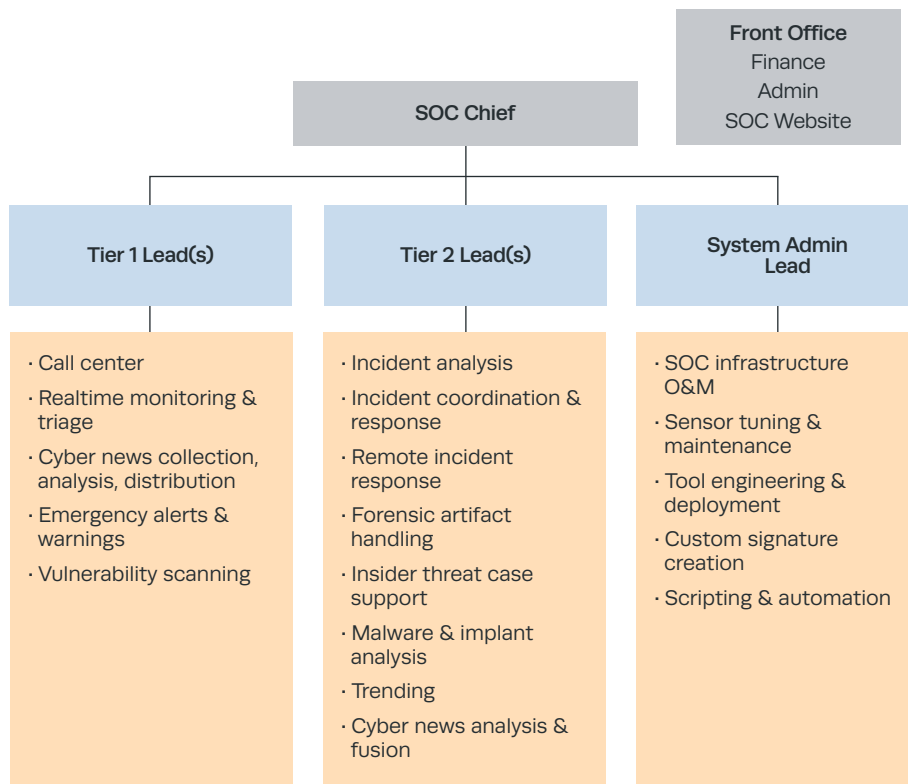 Front Office
Finance
Admin
SOC Website
SOC Chief
Tier 1 Lead(s)
Tier 2 Lead(s)
System Admin
Lead
· Call center
· Realtime monitoring &
triage
· Cyber news collection,
analysis, distribution
· Emergency alerts &
warnings
· Vulnerability scanning
· Incident analysis
· Incident coordination &
response
· Remote incident
response
· Forensic artifact
handling
· Insider threat case
support
· Malware & implant
analysis
· Trending
· Cyber news analysis &
fusion
· SOC infrastructure
O&M
· Sensor tuning &
maintenance
· Tool engineering &
deployment
· Custom signature
creation
· Scripting & automation